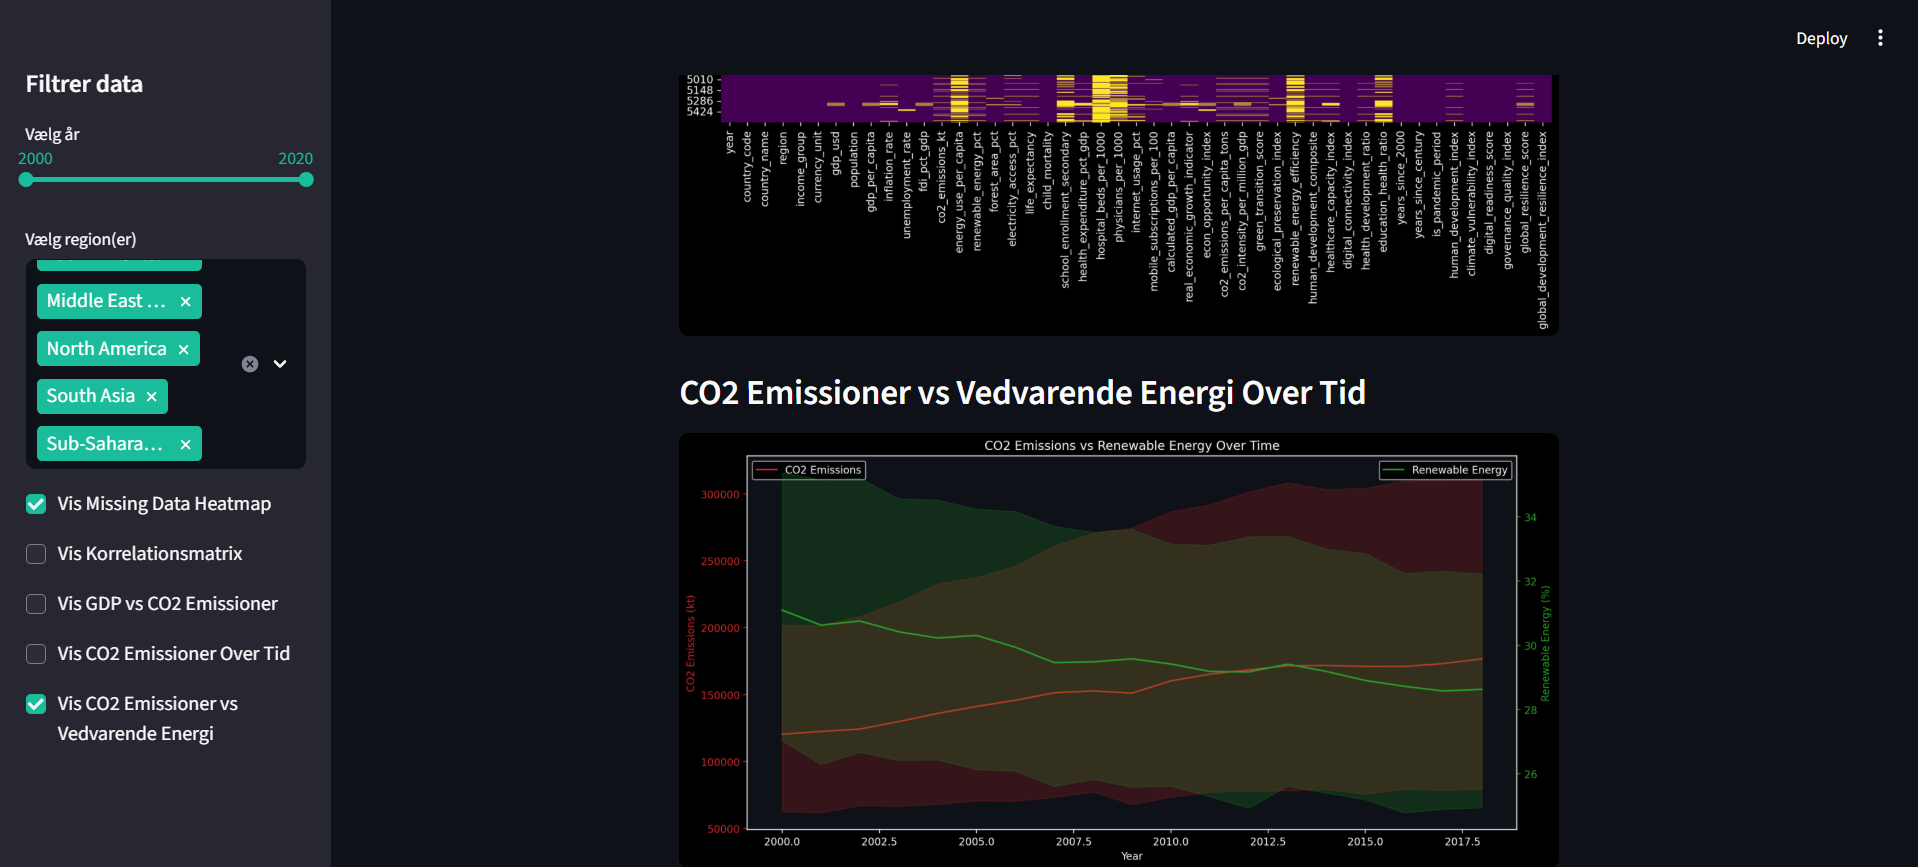 Deploy
Filtrer data
Vælg år
2000
2020
Vælg region(er)
Middle East ...
North America
South Asia
Sub-Sahara...
Vis Missing Data Heatmap
Vis Korrelationsmatrix
Vis GDP vs CO2 Emissioner
Vis CO2 Emissioner Over Tid
Vis CO2 Emissioner vs
Vedvarende Energi
5010
5148
5286
5424
year
country_code
country_name
region
income_group
currency_unit
gdp_usd
population
gdp_per_capita
inflation_rate
unemployment_rate
fdi_pct_gdp
co2_emissions_kt
energy_use_per_capita
renewable_energy_pct
forest_area_pct
electricity_access_pct
life_expectancy
child_mortality
school_enrollment_secondary
health_expenditure_pct_gdp
hospital_beds_per_1000
physicians_per_1000
internet_usage_pct
mobile_subscriptions_per_100
calculated_gdp_per_capita
real_economic_growth_indicator
econ_opportunity_index
co2_emissions_per_capita_tons
co2_intensity_per_million_gdp
green_transition_score
ecological_preservation_index
renewable_energy_efficiency
human_development_composite
healthcare_capacity_index
digital_connectivity_index
health_development_ratio
education_health_ratio
years_since_2000
years_since_century
is_pandemic_period
human_development_index
climate_vulnerability_index
digital_readiness_score
governance_quality_index
global_resilience_score
global_development_resilience_index
CO2 Emissioner vs Vedvarende Energi Over Tid
CO2 Emissions vs Renewable Energy Over Time
CO2 Emissions
Renewable Energy
300000
250000
200000
150000
100000
50000
CO2 Emissions (kt)
34
32
30
28
26
Renewable Energy (%)
2000.0
2002.5
2005.0
2007.5
2010.0
2012.5
2015.0
2017.5
Year